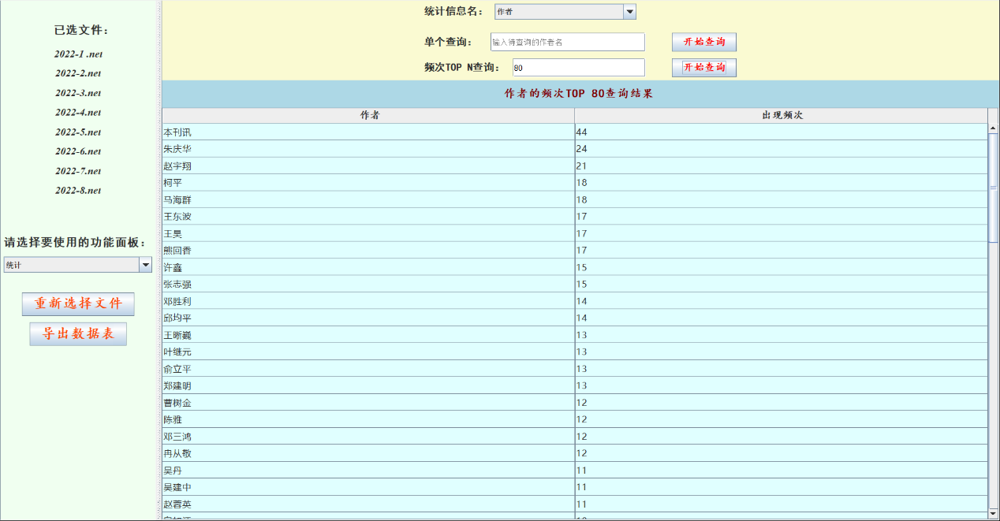 已选文件：
2022-1 .net
2022-2.net
2022-3.net
2022-4.net
2022-5.net
2022-6.net
2022-7.net
2022-8.net
请选择要使用的功能面板：
统计
重新选择文件
导出数据表
统计信息名： 作者
单个查询： 输入待查询的作者名 开始查询
频次TOP N查询： 80 开始查询
作者的频次TOP 80查询结果
作者 出现频次
本刊讯 44
朱庆华 24
赵宇翔 21
柯平 18
马海群 18
王东波 17
王昊 17
熊回香 17
许鑫 15
张志强 15
邓胜利 14
邱均平 14
王晰巍 13
叶继元 13
俞立平 13
郑建明 13
曹树金 12
陈雅 12
邓三鸿 12
冉从敬 12
吴丹 11
吴建中 11
赵蓉英 11